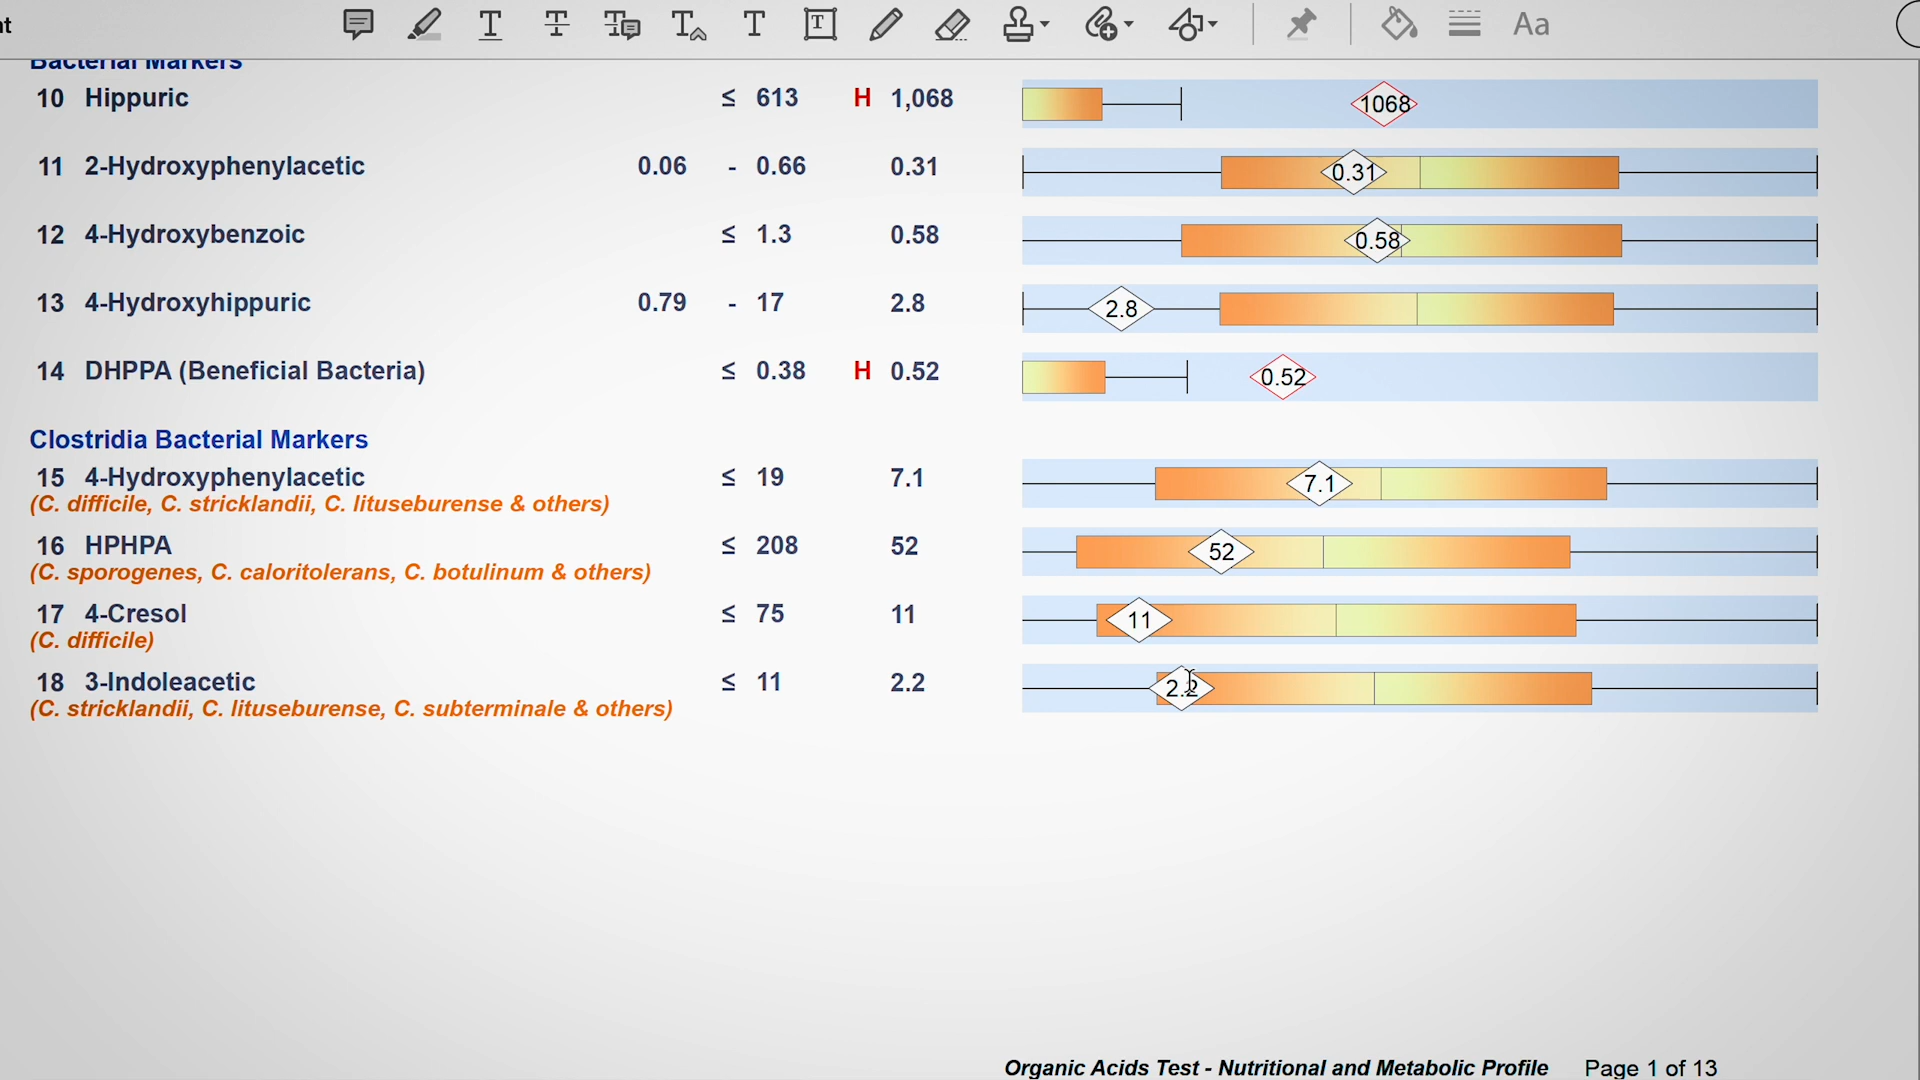 nt
Aa
Bacterial Markers
10 Hippuric ≤ 613 H 1,068 1068
11 2-Hydroxyphenylacetic 0.06 - 0.66 0.31 0.31
12 4-Hydroxybenzoic ≤ 1.3 0.58 0.58
13 4-Hydroxyhippuric 0.79 - 17 2.8 2.8
14 DHPPA (Beneficial Bacteria) ≤ 0.38 H 0.52 0.52
Clostridia Bacterial Markers
15 4-Hydroxyphenylacetic ≤ 19 7.1 7.1
(C. difficile, C. stricklandii, C. lituseburense & others)
16 HPHPA ≤ 208 52 52
(C. sporogenes, C. caloritolerans, C. botulinum & others)
17 4-Cresol ≤ 75 11 11
(C. difficile)
18 3-Indoleacetic ≤ 11 2.2 2.2
(C. stricklandii, C. lituseburense, C. subterminale & others)
Organic Acids Test - Nutritional and Metabolic Profile Page 1 of 13